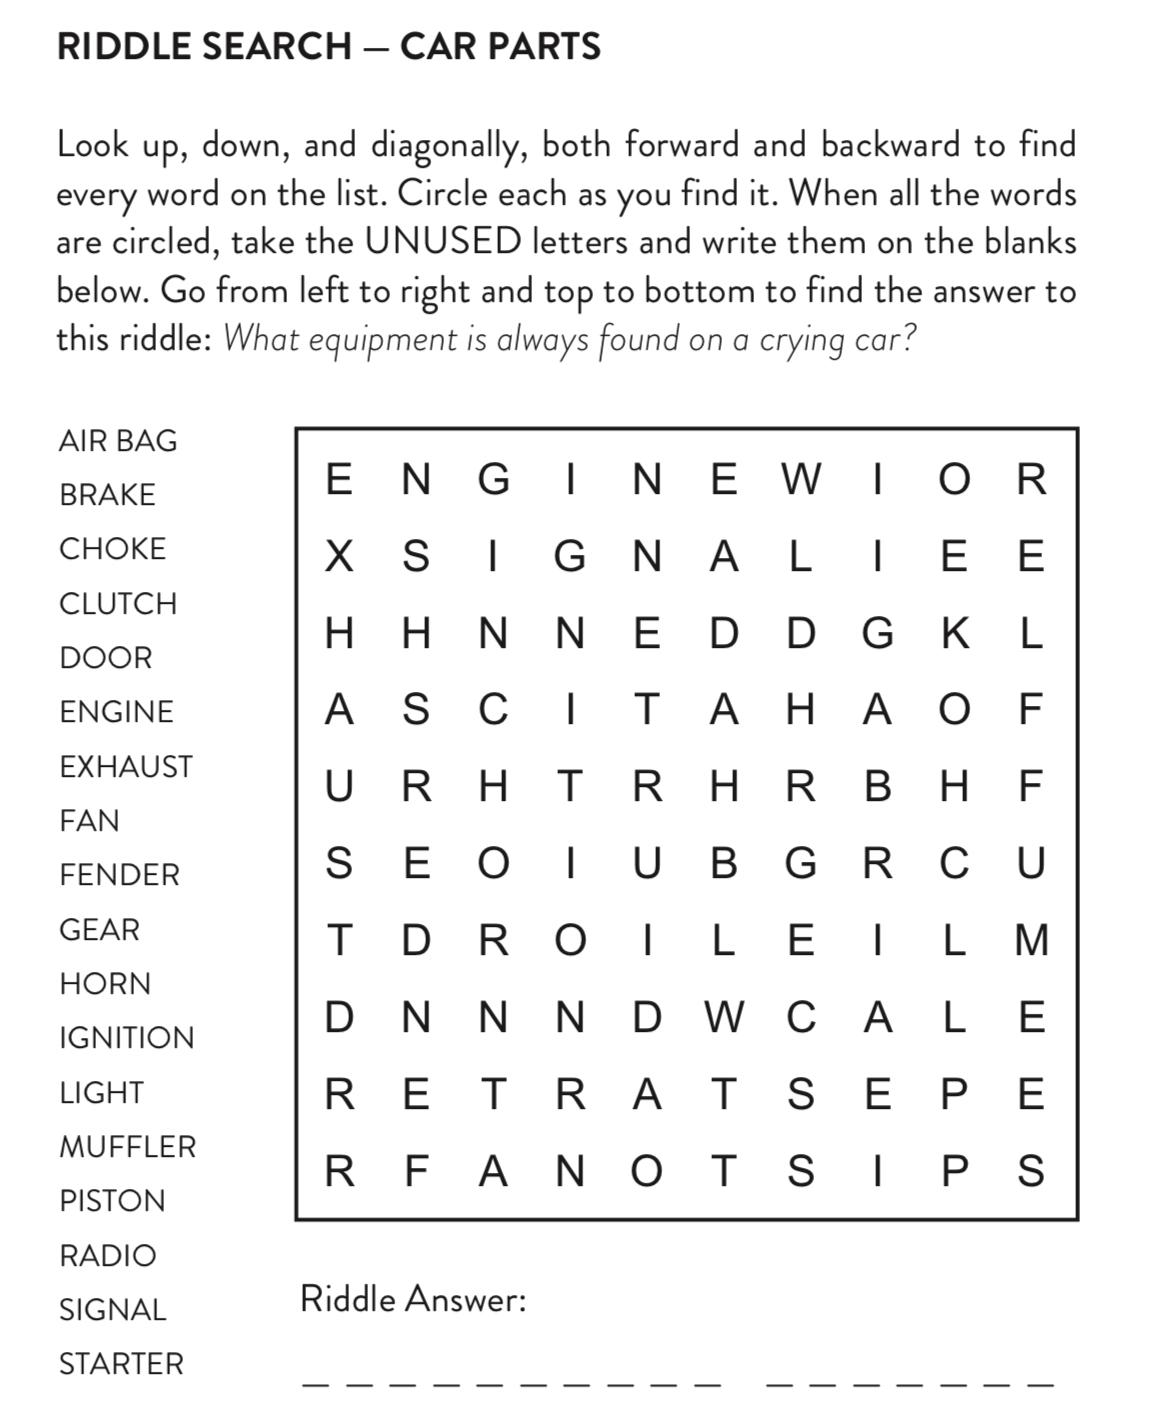 RIDDLE SEARCH – CAR PARTS
Look up, down, and diagonally, both forward and backward to find
every word on the list. Circle each as you find it. When all the words
are circled, take the UNUSED letters and write them on the blanks
below. Go from left to right and top to bottom to find the answer to
this riddle: What equipment is always found on a crying car?
AIR BAG
BRAKE
CHOKE
CLUTCH
DOOR
ENGINE
EXHAUST
FAN
FENDER
GEAR
HORN
IGNITION
LIGHT
MUFFLER
PISTON
RADIO
SIGNAL
STARTER
E N G I N E W I O R
X S I G N A L I E E
H H N N E D D G K L
A S C I T A H A O F
U R H T R H R B H F
S E O I U B G R C U
T D R O I L E I L M
D N N N D W C A L E
R E T R A T S E P E
R F A N O T S I P S
Riddle Answer:
_ _ _ _ _ _ _ _ _ _ _ _ _ _ _ _ _